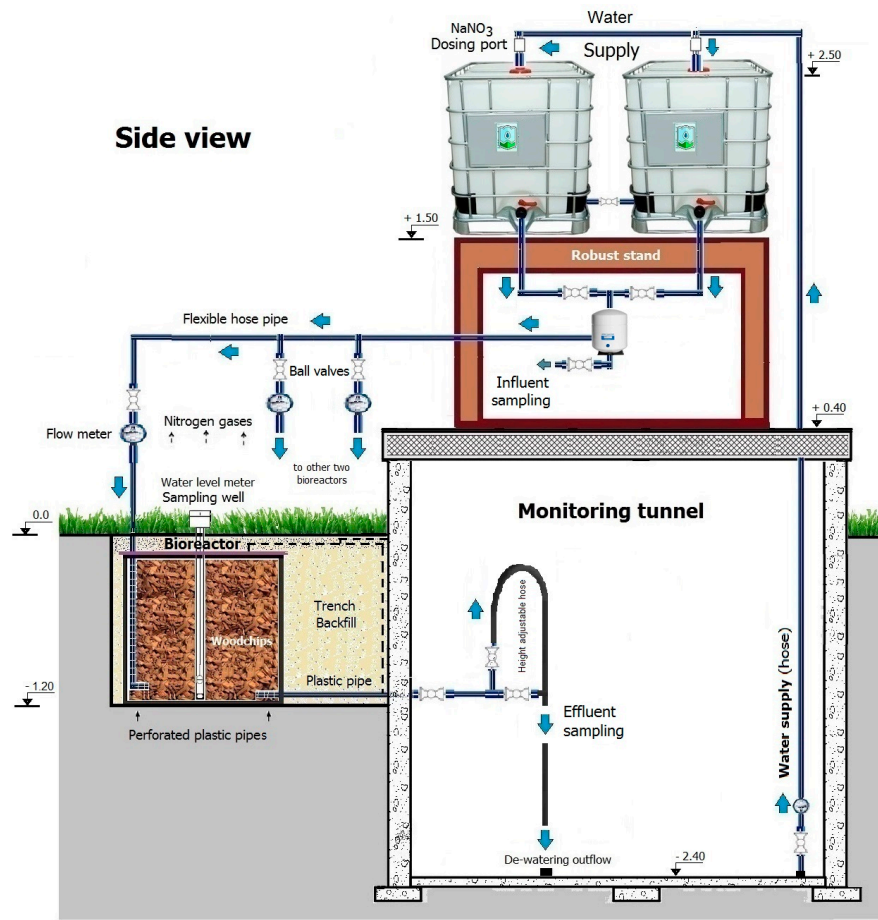 Water
NaNO3
Dosing port
Supply
+ 2.50
Side view
+ 1.50
Robust stand
Flexible hose pipe
Ball valves
Influent
sampling
Nitrogen gases
Flow meter
+ 0.40
to other two
bioreactors
Water level meter
Sampling well
0.0
Monitoring tunnel
Bioreactor
Trench
Backfill
Woodchips
Height adjustable hose
Plastic pipe
- 1.20
Effluent
sampling
Perforated plastic pipes
Water supply (hose)
De-watering outflow
- 2.40